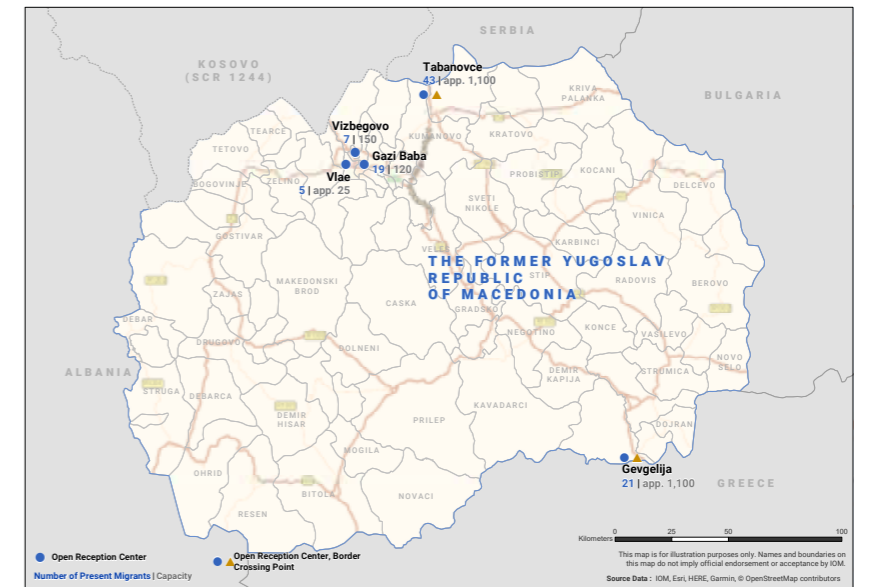 SERBIA
KOSOVO
(SCR 1244)
BULGARIA
Tabanovce
43 | app. 1,100
KRIVA
PALANKA
Vizbegovo
7 | 150
TEARCE
KUMANOVO
KRATOVO
TETOVO
Gazi Baba
19 | 120
Vlae
5 | app. 25
BOGOVINJE
ZELINO
PROBISTIP
KOCANI
DELCEVO
SVETI
NIKOLE
VINICA
GOSTIVAR
KARBINCI
VELES
THE FORMER YUGOSLAV
REPUBLIC
OF MACEDONIA
STIP
RADOVIS
BEROVO
MAKEDONSKI
BROD
ZAJAS
CASKA
GRADSKO
DEBAR
NEGOTINO
KONCE
VASILEVO
DRUGOVO
DOLNENI
NOVO
SELO
ALBANIA
DEMIR
KAPIJA
STRUMICA
STRUGA
DEBARCA
KAVADARCI
DEMIR
HISAR
PRILEP
DOJRAN
MOGILA
Gevgelija
21 | app. 1,100
GREECE
OHRID
BITOLA
NOVACI
RESEN
Kilometers
0 25 50 100
Open Reception Center
Open Reception Center, Border
Crossing Point
Number of Present Migrants | Capacity
This map is for illustration purposes only. Names and boundaries on
this map do not imply official endorsement or acceptance by IOM.
Source Data : IOM, Esri, HERE, Garmin, © OpenStreetMap contributors